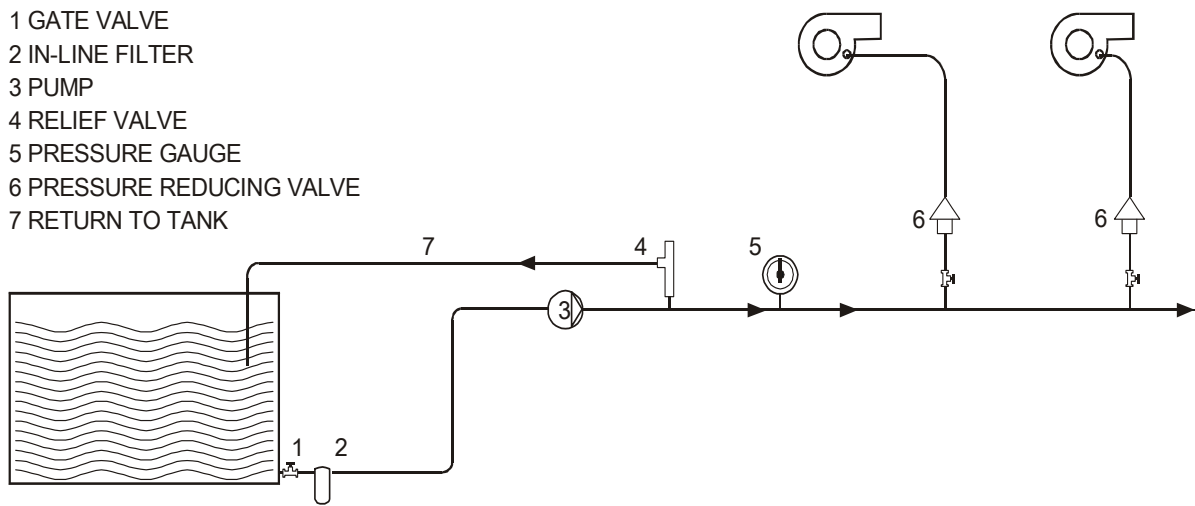 1 GATE VALVE
2 IN-LINE FILTER
3 PUMP
4 RELIEF VALVE
5 PRESSURE GAUGE
6 PRESSURE REDUCING VALVE
7 RETURN TO TANK
6
6
7
4
5
3
1
2